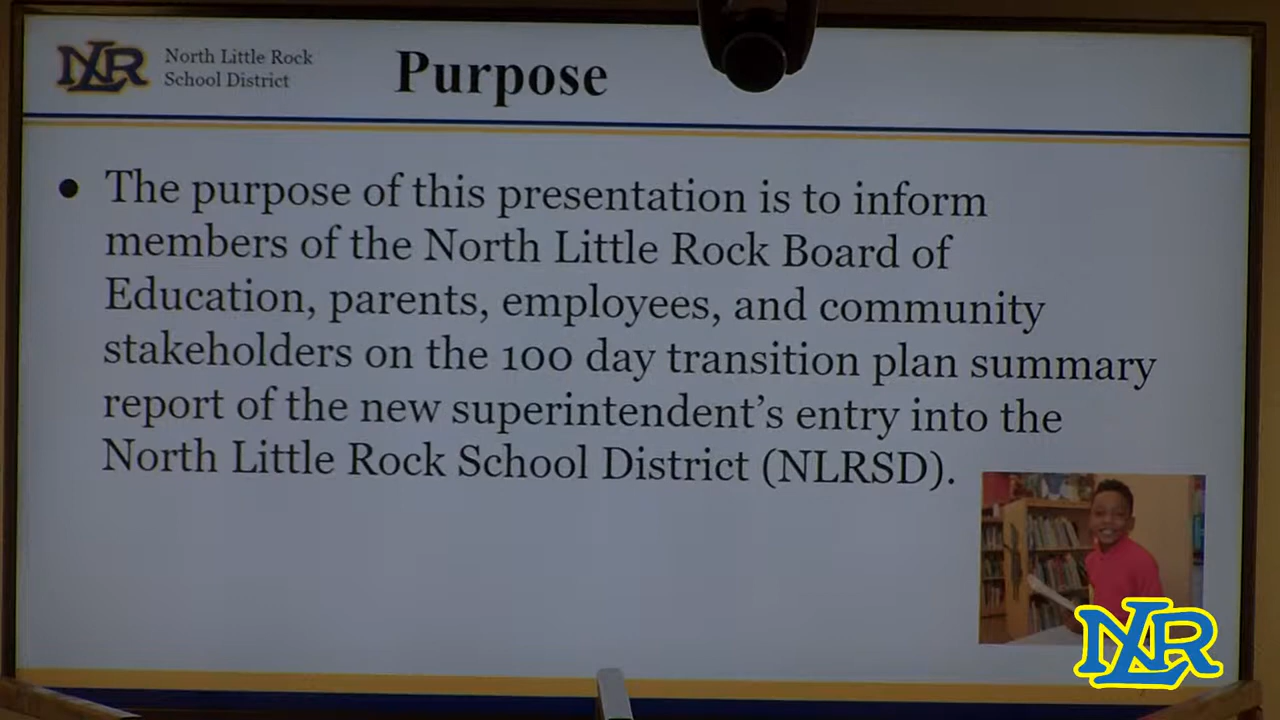 NLR
North Little Rock
School District
Purpose
• The purpose of this presentation is to inform
members of the North Little Rock Board of
Education, parents, employees, and community
stakeholders on the 100 day transition plan summary
report of the new superintendent’s entry into the
North Little Rock School District (NLRSD).
NLR